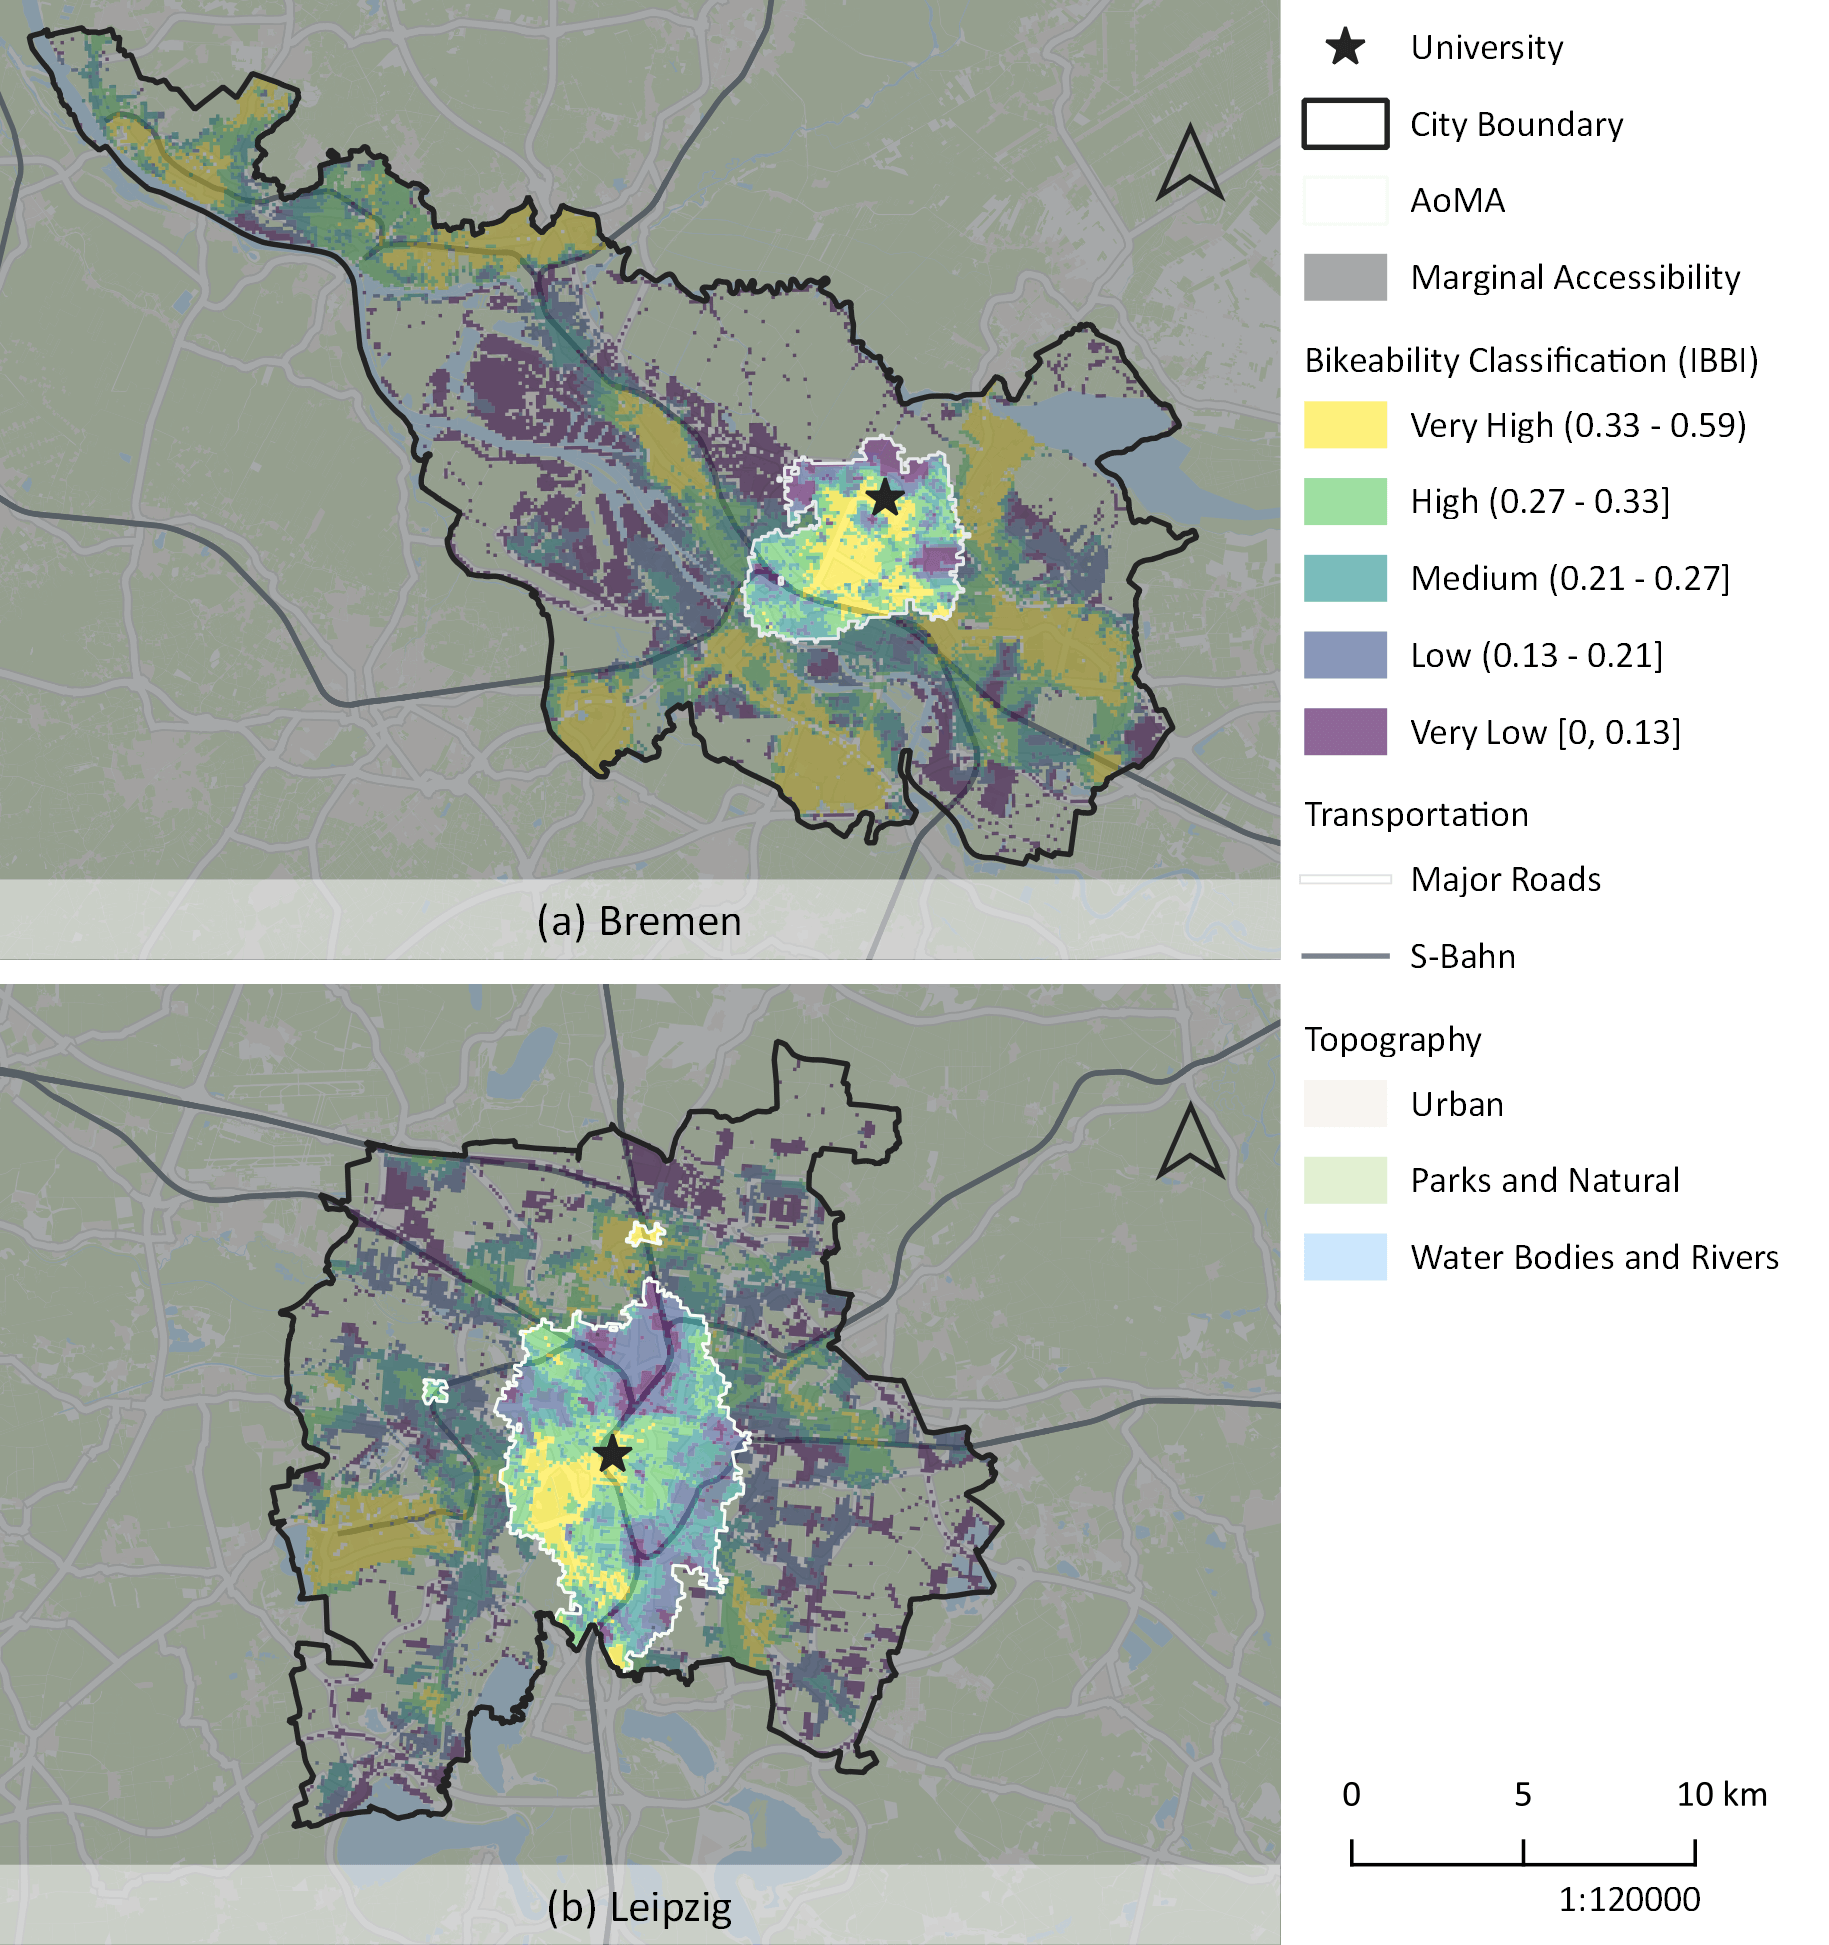 University
City Boundary
AoMA
Marginal Accessibility
Bikeability Classification (IBBI)
Very High (0.33 - 0.59)
High (0.27 - 0.33]
Medium (0.21 - 0.27]
Low (0.13 - 0.21]
Very Low [0, 0.13]
Transportation
Major Roads
S-Bahn
Topography
Urban
Parks and Natural
Water Bodies and Rivers
0 5 10 km
1:120000
(a) Bremen
(b) Leipzig